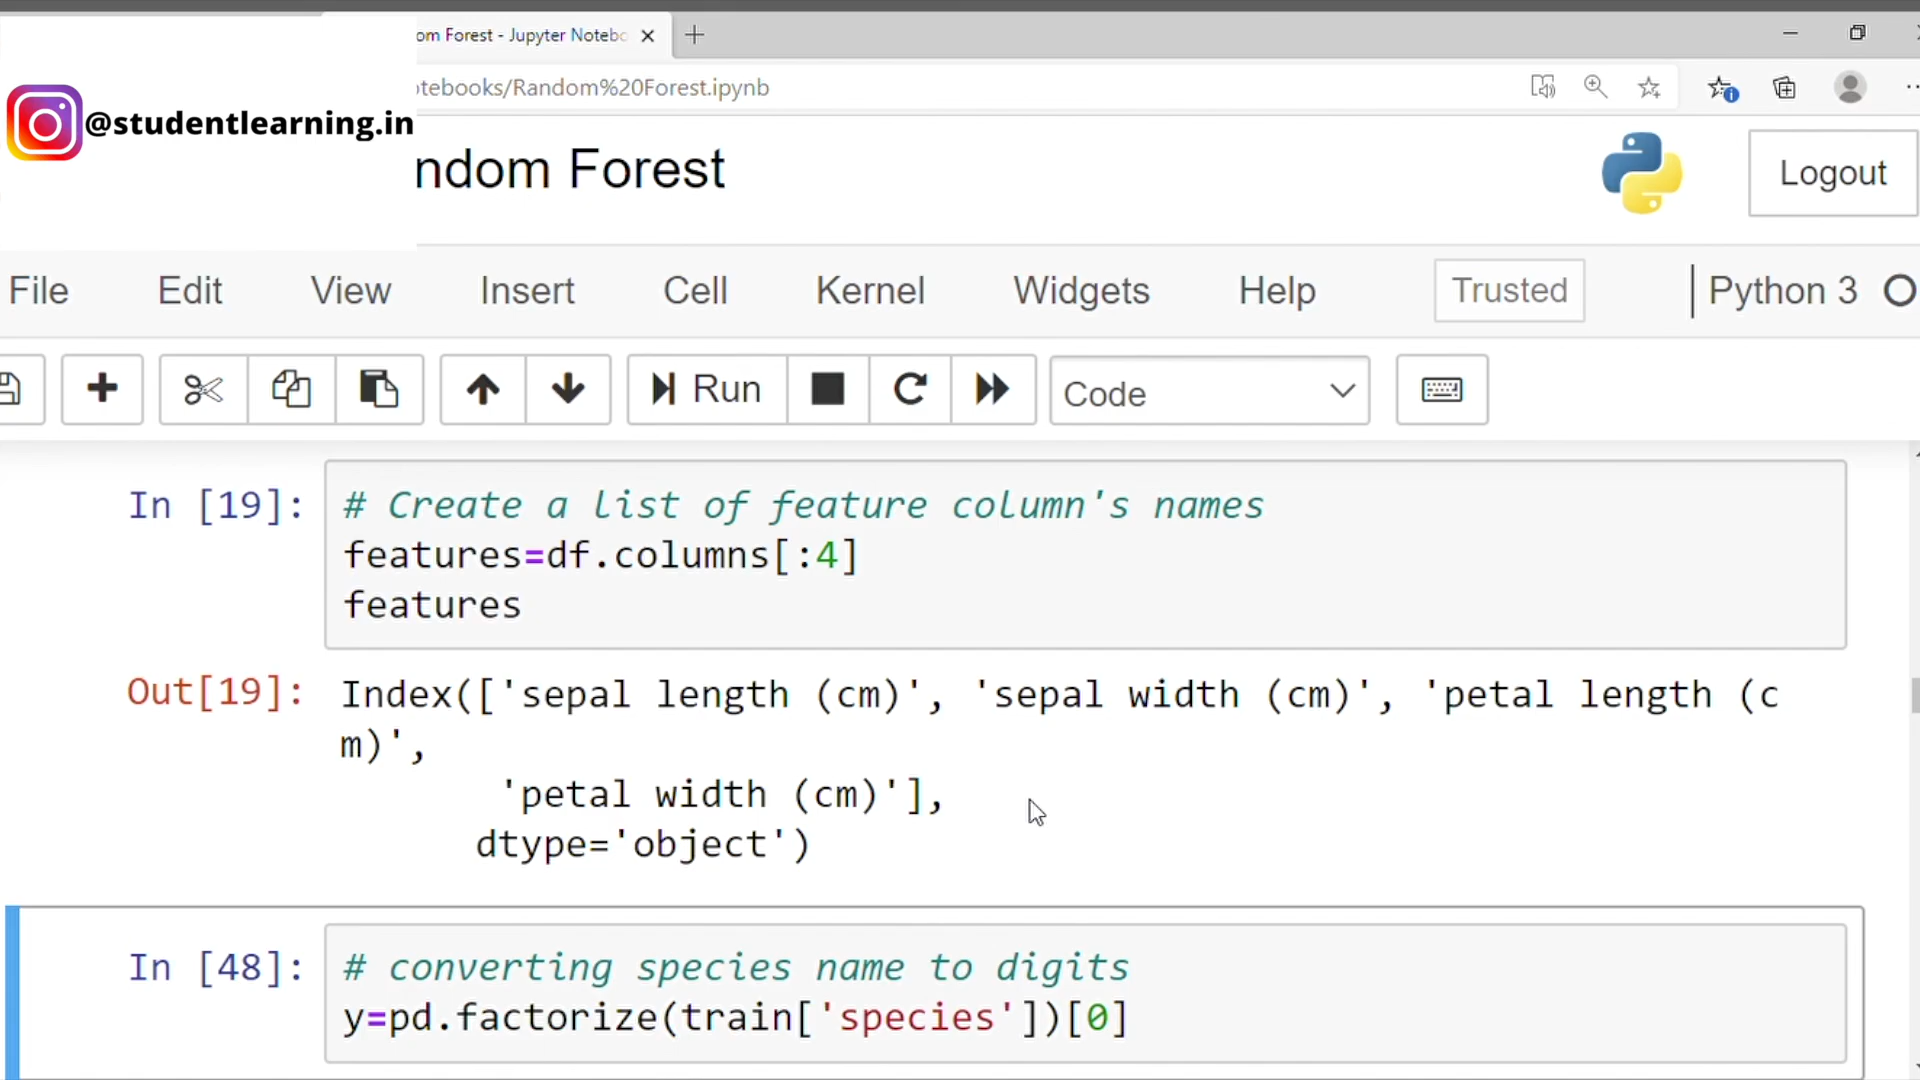 om Forest - Jupyter Notebo
otebooks/Random%20Forest.ipynb
@studentlearning.in
ndom Forest
Logout
File Edit View Insert Cell Kernel Widgets Help Trusted Python 3
Run Code
In [19]: # Create a list of feature column's names
features=df.columns[:4]
features
Out[19]: Index(['sepal length (cm)', 'sepal width (cm)', 'petal length (c
m)',
'petal width (cm)'],
dtype='object')
In [48]: # converting species name to digits
y=pd.factorize(train['species'])[0]